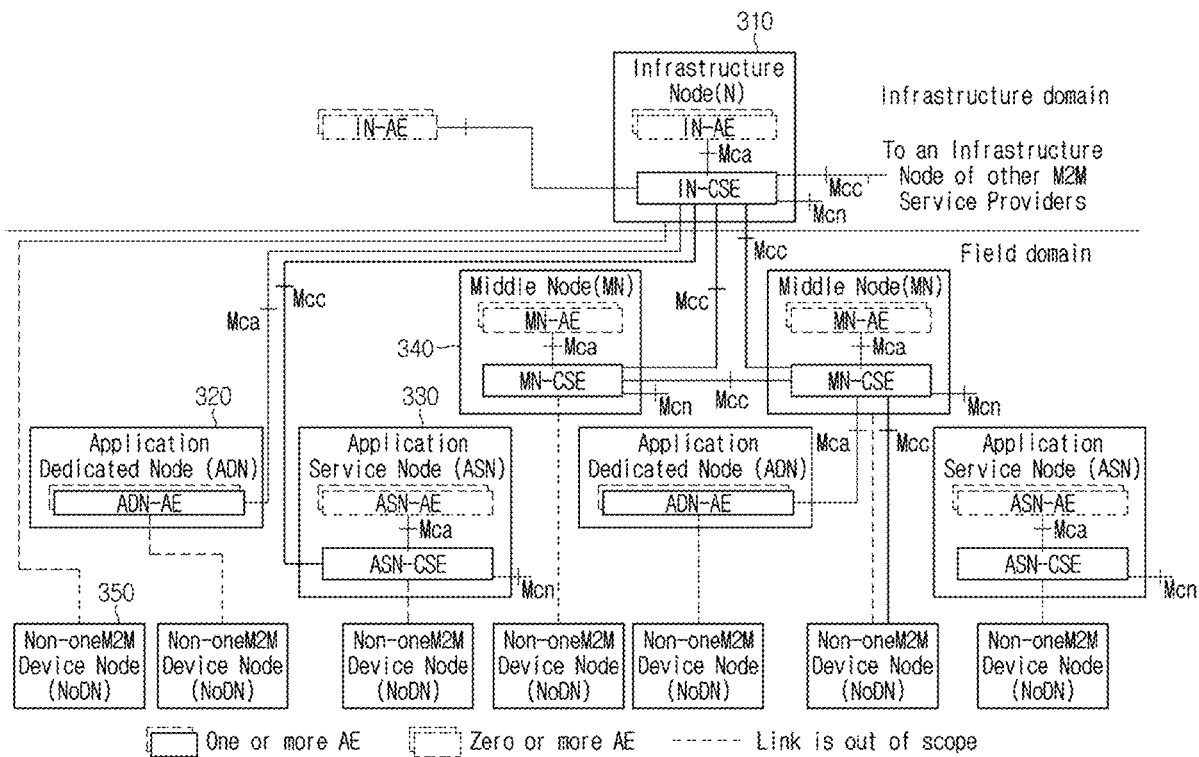 310
Infrastructure
Node(N)
IN-AE
Mca
IN-CSE
Mcc'
Mcn
IN-AE
Infrastructure domain
To an Infrastructure
Node of other M2M
Service Providers
Field domain
Mca
Mcc
Mcc
Mcc
340
Middle Node(MN)
MN-AE
Mca
MN-CSE
Mcn
Mcc
Middle Node(MN)
MN-AE
Mca
MN-CSE
Mcn
Mca
Mcc
320
Application
Dedicated Node (ADN)
ADN-AE
330
Application
Service Node (ASN)
ASN-AE
Mca
ASN-CSE
Mcn
Application
Dedicated Node (ADN)
ADN-AE
Application
Service Node (ASN)
ASN-AE
Mca
ASN-CSE
Mcn
350
Non-oneM2M
Device Node
(NoDN)
Non-oneM2M
Device Node
(NoDN)
Non-oneM2M
Device Node
(NoDN)
Non-oneM2M
Device Node
(NoDN)
Non-oneM2M
Device Node
(NoDN)
Non-oneM2M
Device Node
(NoDN)
Non-oneM2M
Device Node
(NoDN)
One or more AE
Zero or more AE
Link is out of scope